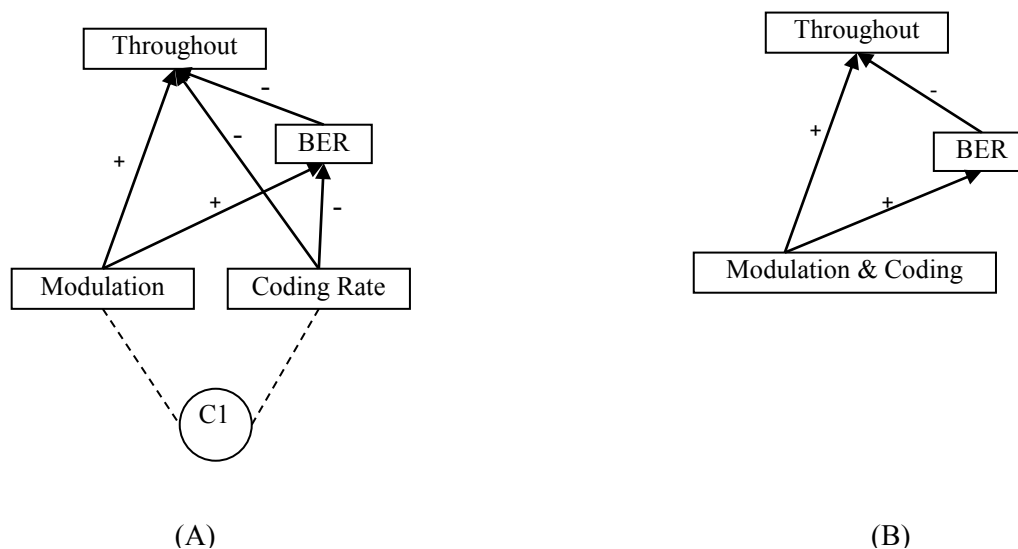 Throughout
-
-
BER
+
+
-
Modulation
Coding Rate
C1
(A)
Throughout
-
+
BER
+
Modulation & Coding
(B)